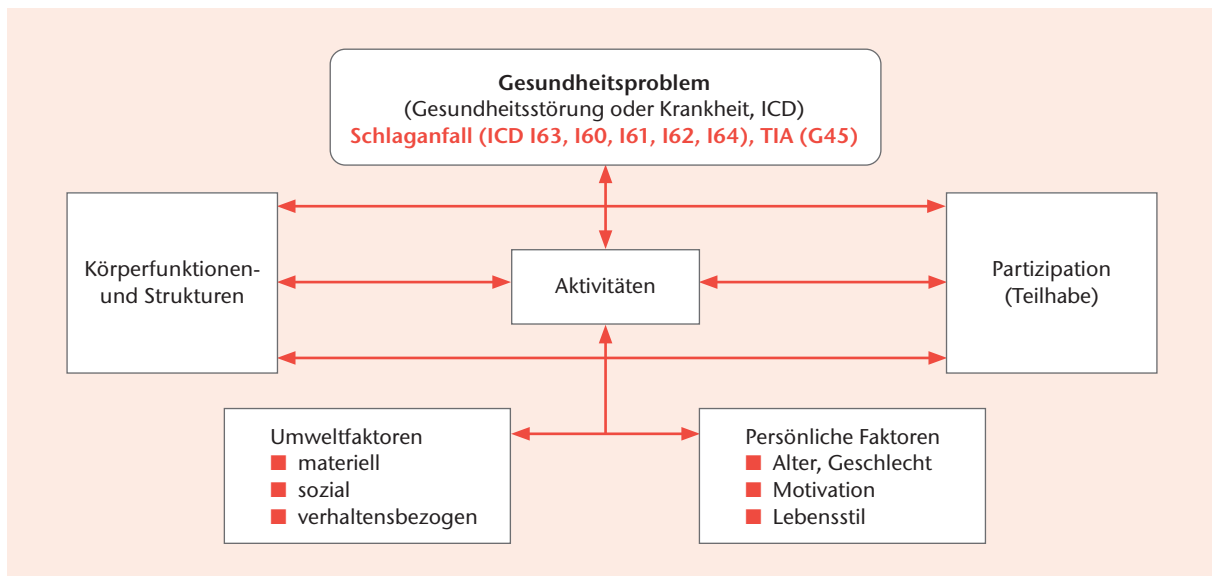 Gesundheitsproblem
(Gesundheitsstörung oder Krankheit, ICD)
Schlaganfall (ICD I63, I60, I61, I62, I64), TIA (G45)
Körperfunktionen-
und Strukturen
Aktivitäten
Partizipation
(Teilhabe)
Umweltfaktoren
materiell
sozial
verhaltensbezogen
Persönliche Faktoren
Alter, Geschlecht
Motivation
Lebensstil